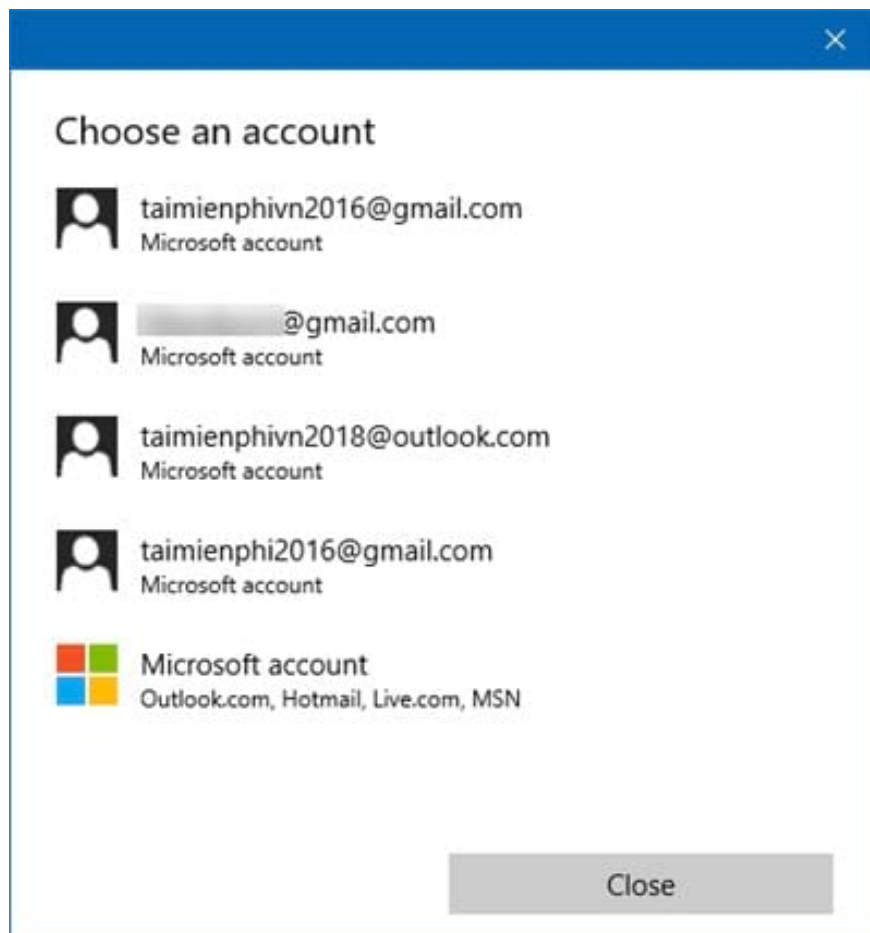 Choose an account
taimienphivn2016@gmail.com
Microsoft account
@gmail.com
Microsoft account
taimienphivn2018@outlook.com
Microsoft account
taimienphi2016@gmail.com
Microsoft account
Microsoft account
Outlook.com, Hotmail, Live.com, MSN
Close